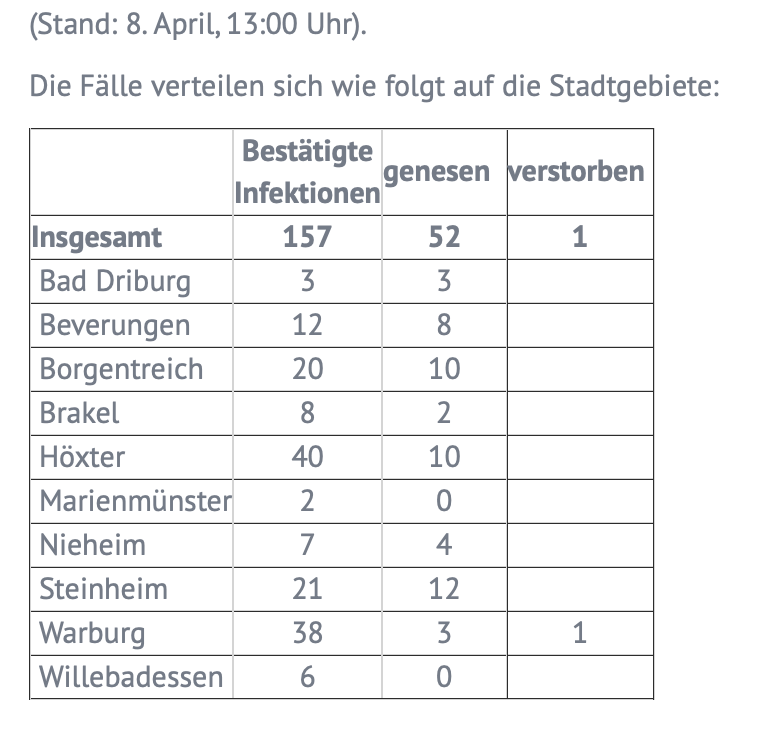 (Stand: 8. April, 13:00 Uhr).
Die Fälle verteilen sich wie folgt auf die Stadtgebiete:
Bestätigte Infektionen genesen verstorben
Insgesamt 157 52 1
Bad Driburg 3 3
Beverungen 12 8
Borgentreich 20 10
Brakel 8 2
Höxter 40 10
Marienmünster 2 0
Nieheim 7 4
Steinheim 21 12
Warburg 38 3 1
Willebadessen 6 0